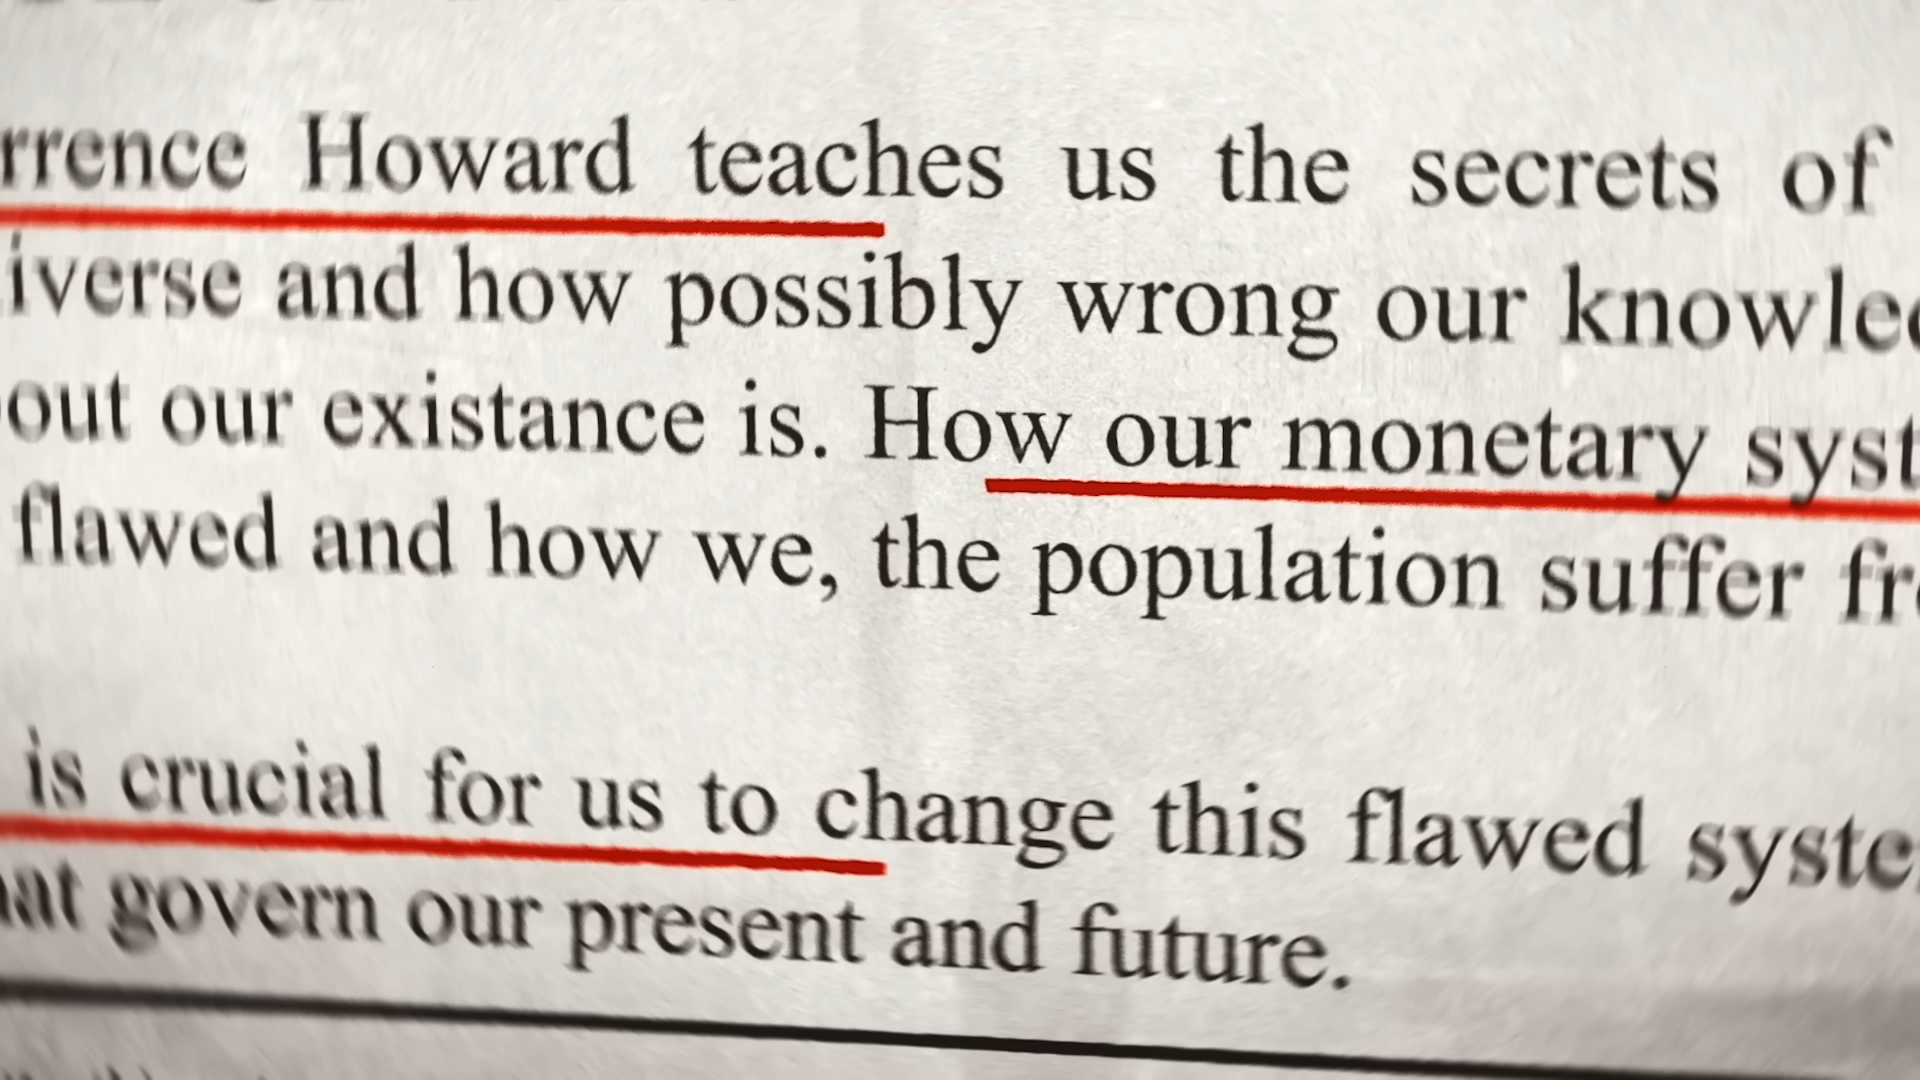 rrence Howard teaches us the secrets of
iverse and how possibly wrong our knowled
out our existance is. How our monetary syst
flawed and how we, the population suffer fr
is crucial for us to change this flawed syste
at govern our present and future.